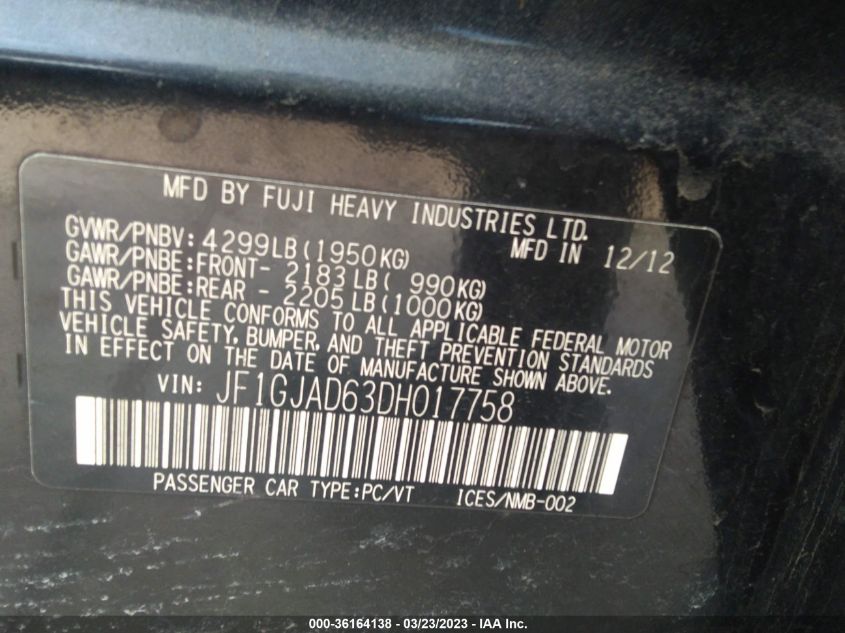 MFD BY FUJI HEAVY INDUSTRIES LTD.
GVWR/PNBV: 4299LB(1950KG) MFD IN 12/12
GAWR/PNBE:FRONT- 2183LB( 990KG)
GAWR/PNBE:REAR - 2205LB(1000KG)
THIS VEHICLE CONFORMS TO ALL APPLICABLE FEDERAL MOTOR
VEHICLE SAFETY, BUMPER, AND THEFT PREVENTION STANDARDS
IN EFFECT ON THE DATE OF MANUFACTURE SHOWN ABOVE.
VIN: JF1GJAD63DH017758
PASSENGER CAR TYPE:PC/VT ICES/NMB-002
000-36164138 - 03/23/2023 - IAA Inc.